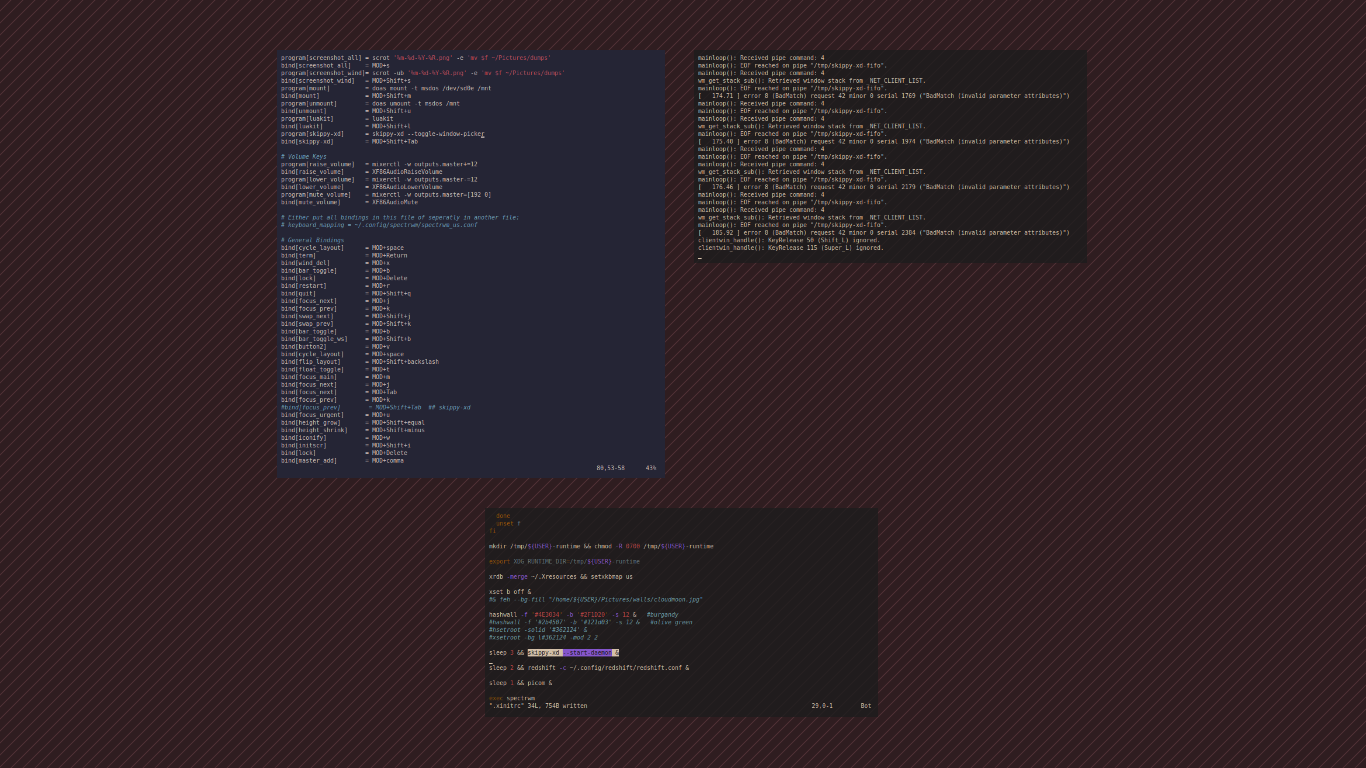 program[screenshot_all] = scrot '%m-%d-%Y-%R.png' -e 'mv $f ~/Pictures/dumps'
bind[screenshot_all]    = MOD+s
program[screenshot_wind]= scrot -ub '%m-%d-%Y-%R.png' -e 'mv $f ~/Pictures/dumps'
bind[screenshot_wind]   = MOD+Shift+s
program[mount]          = doas mount -t msdos /dev/sd0e /mnt
bind[mount]             = MOD+Shift+m
program[unmount]        = doas umount -t msdos /mnt
bind[unmount]           = MOD+Shift+u
program[luakit]         = luakit
bind[luakit]            = MOD+Shift+l
program[skippy-xd]      = skippy-xd --toggle-window-picker
bind[skippy-xd]         = MOD+Shift+Tab
# Volume Keys
program[raise_volume]   = mixerctl -w outputs.master+=12
bind[raise_volume]      = XF86AudioRaiseVolume
program[lower_volume]   = mixerctl -w outputs.master-=12
bind[lower_volume]      = XF86AudioLowerVolume
program[mute_volume]    = mixerctl -w outputs.master=[192 0]
bind[mute_volume]       = XF86AudioMute
# Either put all bindings in this file of seperatly in another file:
# keyboard_mapping = ~/.config/spectrwm/spectrwm_us.conf
# General Bindings
bind[cycle_layout]      = MOD+space
bind[term]              = MOD+Return
bind[wind_del]          = MOD+x
bind[bar_toggle]        = MOD+b
bind[lock]              = MOD+Delete
bind[restart]           = MOD+r
bind[quit]              = MOD+Shift+q
bind[focus_next]        = MOD+j
bind[focus_prev]        = MOD+k
bind[swap_next]         = MOD+Shift+j
bind[swap_prev]         = MOD+Shift+k
bind[bar_toggle]        = MOD+b
bind[bar_toggle_ws]     = MOD+Shift+b
bind[button2]           = MOD+v
bind[cycle_layout]      = MOD+space
bind[flip_layout]       = MOD+Shift+backslash
bind[float_toggle]      = MOD+t
bind[focus_main]        = MOD+m
bind[focus_next]        = MOD+j
bind[focus_next]        = MOD+Tab
bind[focus_prev]        = MOD+k
#bind[focus_prev]        = MOD+Shift+Tab  ## skippy-xd
bind[focus_urgent]      = MOD+u
bind[height_grow]       = MOD+Shift+equal
bind[height_shrink]     = MOD+Shift+minus
bind[iconify]           = MOD+w
bind[initscr]           = MOD+Shift+i
bind[lock]              = MOD+Delete
bind[master_add]        = MOD+comma
80,53-58      43%
mainloop(): Received pipe command: 4
mainloop(): EOF reached on pipe "/tmp/skippy-xd-fifo".
mainloop(): Received pipe command: 4
wm_get_stack_sub(): Retrieved window stack from _NET_CLIENT_LIST.
mainloop(): EOF reached on pipe "/tmp/skippy-xd-fifo".
[   174.71 ] error 8 (BadMatch) request 42 minor 0 serial 1769 ("BadMatch (invalid parameter attributes)")
mainloop(): Received pipe command: 4
mainloop(): EOF reached on pipe "/tmp/skippy-xd-fifo".
mainloop(): Received pipe command: 4
wm_get_stack_sub(): Retrieved window stack from _NET_CLIENT_LIST.
mainloop(): EOF reached on pipe "/tmp/skippy-xd-fifo".
[   175.40 ] error 8 (BadMatch) request 42 minor 0 serial 1974 ("BadMatch (invalid parameter attributes)")
mainloop(): Received pipe command: 4
mainloop(): EOF reached on pipe "/tmp/skippy-xd-fifo".
mainloop(): Received pipe command: 4
wm_get_stack_sub(): Retrieved window stack from _NET_CLIENT_LIST.
mainloop(): EOF reached on pipe "/tmp/skippy-xd-fifo".
[   176.46 ] error 8 (BadMatch) request 42 minor 0 serial 2179 ("BadMatch (invalid parameter attributes)")
mainloop(): Received pipe command: 4
mainloop(): EOF reached on pipe "/tmp/skippy-xd-fifo".
mainloop(): Received pipe command: 4
wm_get_stack_sub(): Retrieved window stack from _NET_CLIENT_LIST.
mainloop(): EOF reached on pipe "/tmp/skippy-xd-fifo".
[   185.92 ] error 8 (BadMatch) request 42 minor 0 serial 2384 ("BadMatch (invalid parameter attributes)")
clientwin_handle(): KeyRelease 50 (Shift_L) ignored.
clientwin_handle(): KeyRelease 115 (Super_L) ignored.
done
unset f
fi
mkdir /tmp/${USER}-runtime && chmod -R 0700 /tmp/${USER}-runtime
export XDG_RUNTIME_DIR=/tmp/${USER}-runtime
xrdb -merge ~/.Xresources && setxkbmap us
xset b off &
#$ feh --bg-fill "/home/${USER}/Pictures/walls/cloudmoon.jpg"
hashwall -f '#4E3034' -b '#2F1D20' -s 12 &   #burgandy
#hashwall -f '#2b4507' -b '#121d03' -s 12 &   #olive green
#hsetroot -solid '#362124' &
#xsetroot -bg l#362124 -mod 2 2
sleep 3 && skippy-xd --start-daemon &
sleep 2 && redshift -c ~/.config/redshift/redshift.conf &
sleep 1 && picom &
exec spectrwm
".xinitrc" 34L, 754B written                29,0-1        Bot